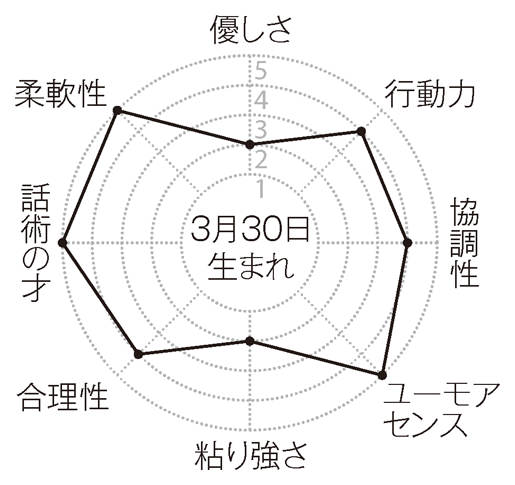 優しさ
行動力
協調性
ユーモア
センス
粘り強さ
合理性
話術の才
柔軟性
5
4
3
2
1
3月30日
生まれ